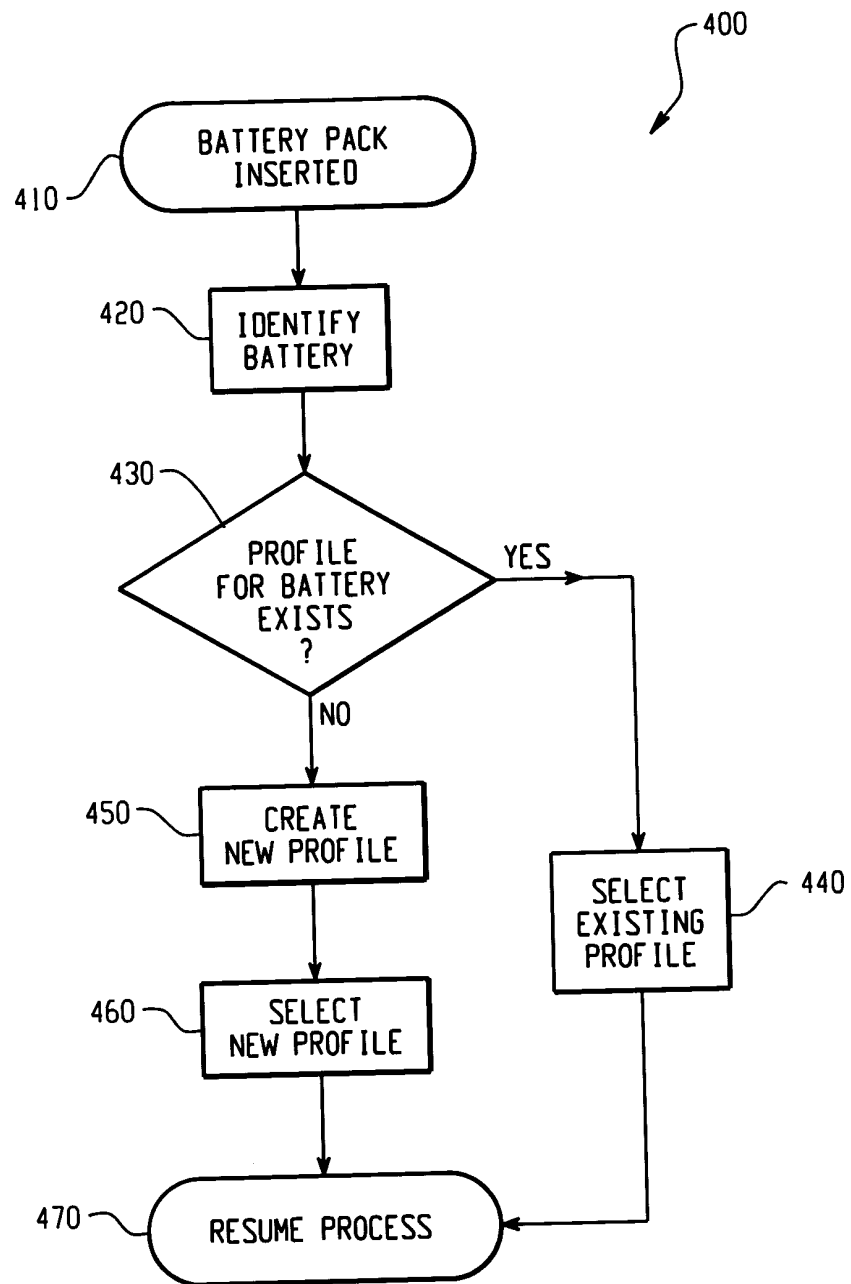 400
BATTERY PACK
INSERTED
410
420
IDENTIFY
BATTERY
430
PROFILE
FOR BATTERY
EXISTS
?
YES
NO
450
CREATE
NEW PROFILE
SELECT
EXISTING
PROFILE
440
460
SELECT
NEW PROFILE
470
RESUME PROCESS